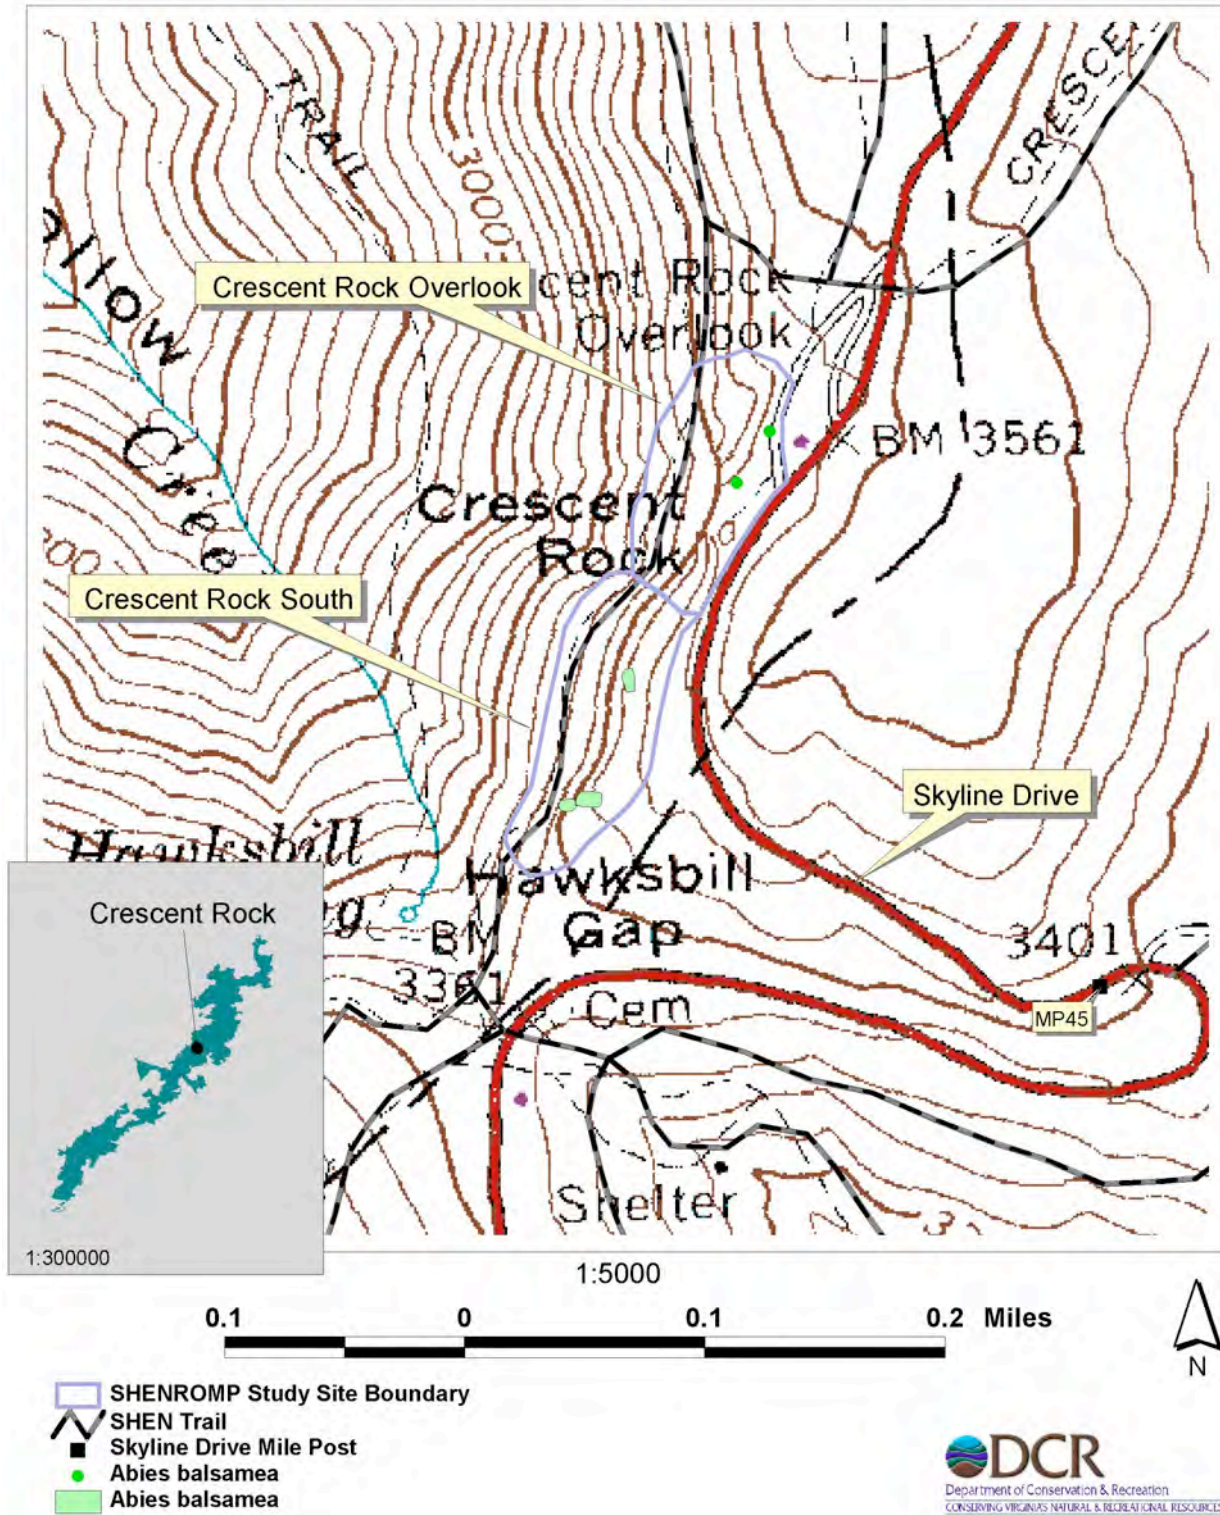 TRAIL
CRESCE
3000
ollow
Crescent Rock Overlook
cent Rock
Overlook
Creek
BM 3561
Crescent
Rock
Crescent Rock South
Skyline Drive
Hawksbill
Hawksbill
Gap
BM
3361
3401
MP45
Cem
Shelter
Crescent Rock
1:300000
1:5000
0.1 0 0.1 0.2 Miles
N
SHENROMP Study Site Boundary
SHEN Trail
Skyline Drive Mile Post
Abies balsamea
Abies balsamea
DCR
Department of Conservation & Recreation
CONSERVING VIRGINIA'S NATURAL & RECREATIONAL RESOURCES